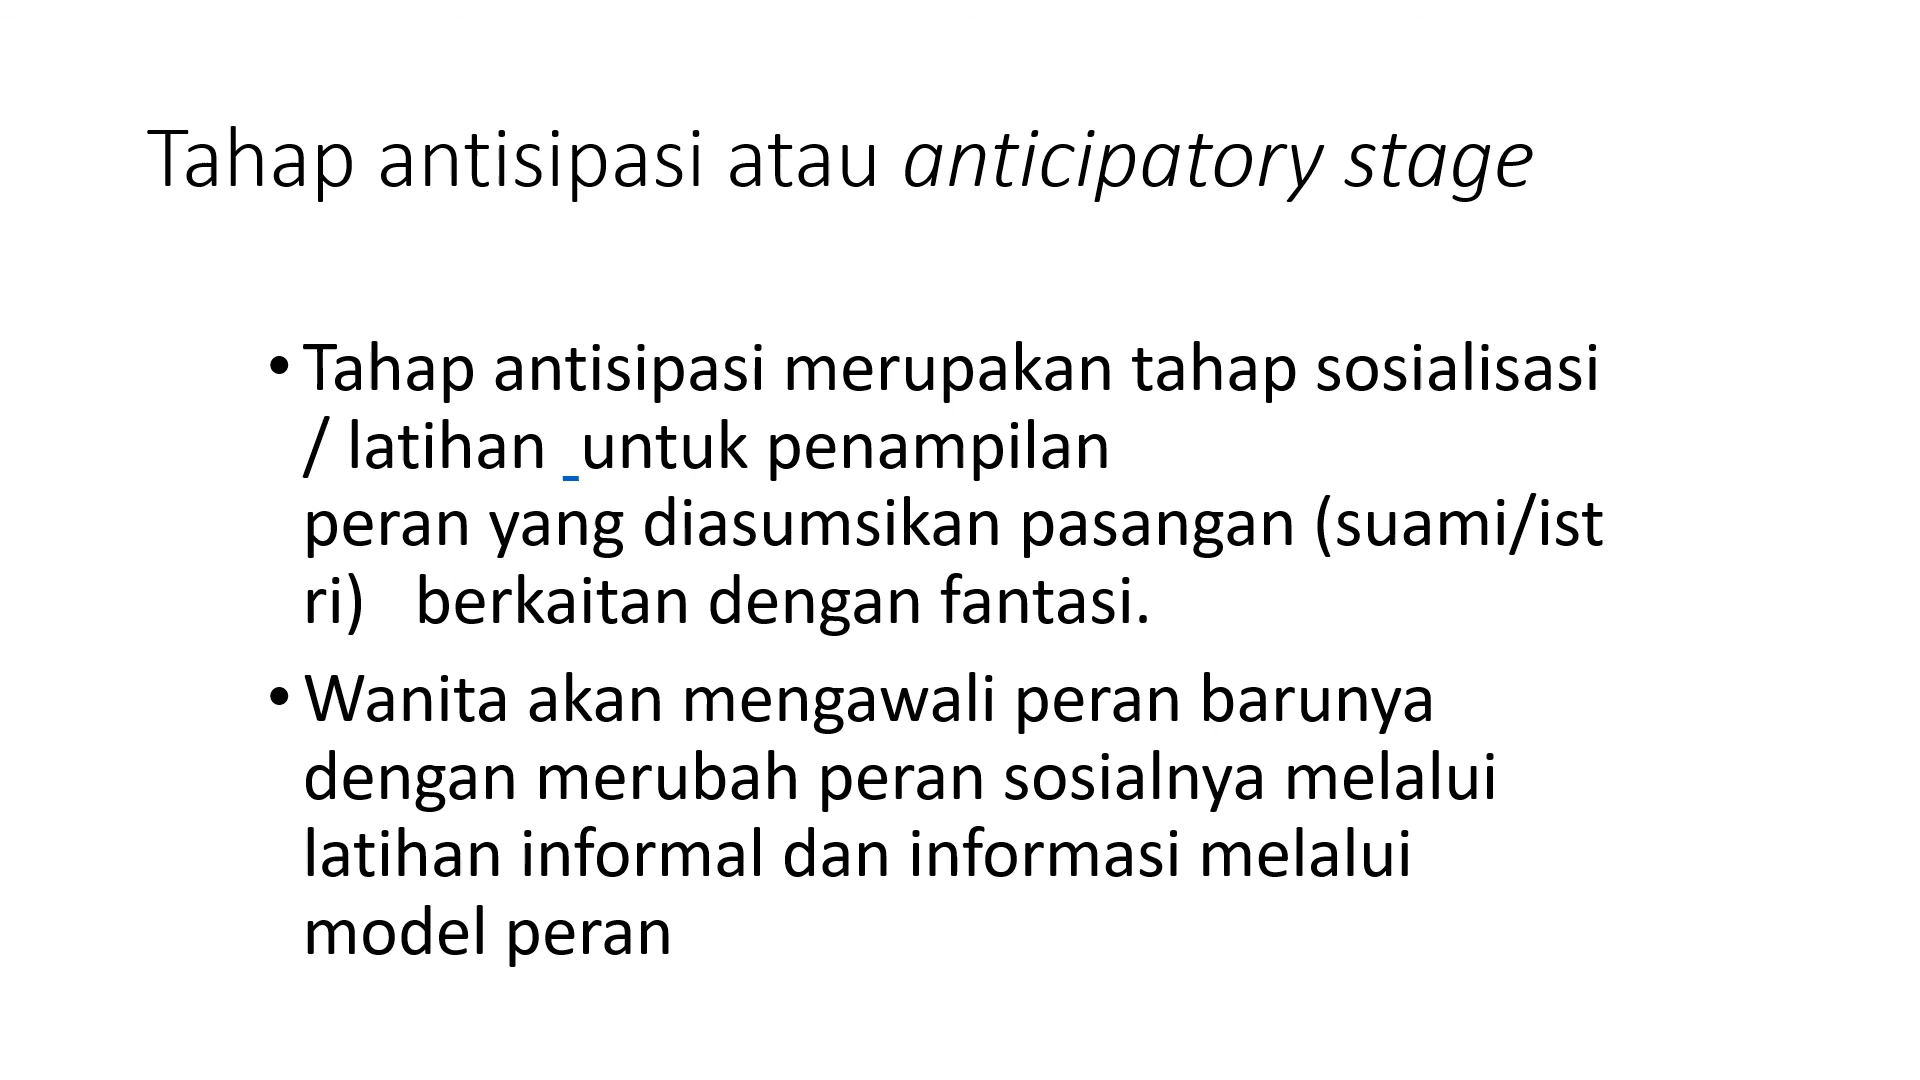 Tahap antisipasi atau anticipatory stage
• Tahap antisipasi merupakan tahap sosialisasi
/ latihan  untuk penampilan
peran yang diasumsikan pasangan (suami/ist
ri)   berkaitan dengan fantasi.
• Wanita akan mengawali peran barunya
dengan merubah peran sosialnya melalui
latihan informal dan informasi melalui
model peran